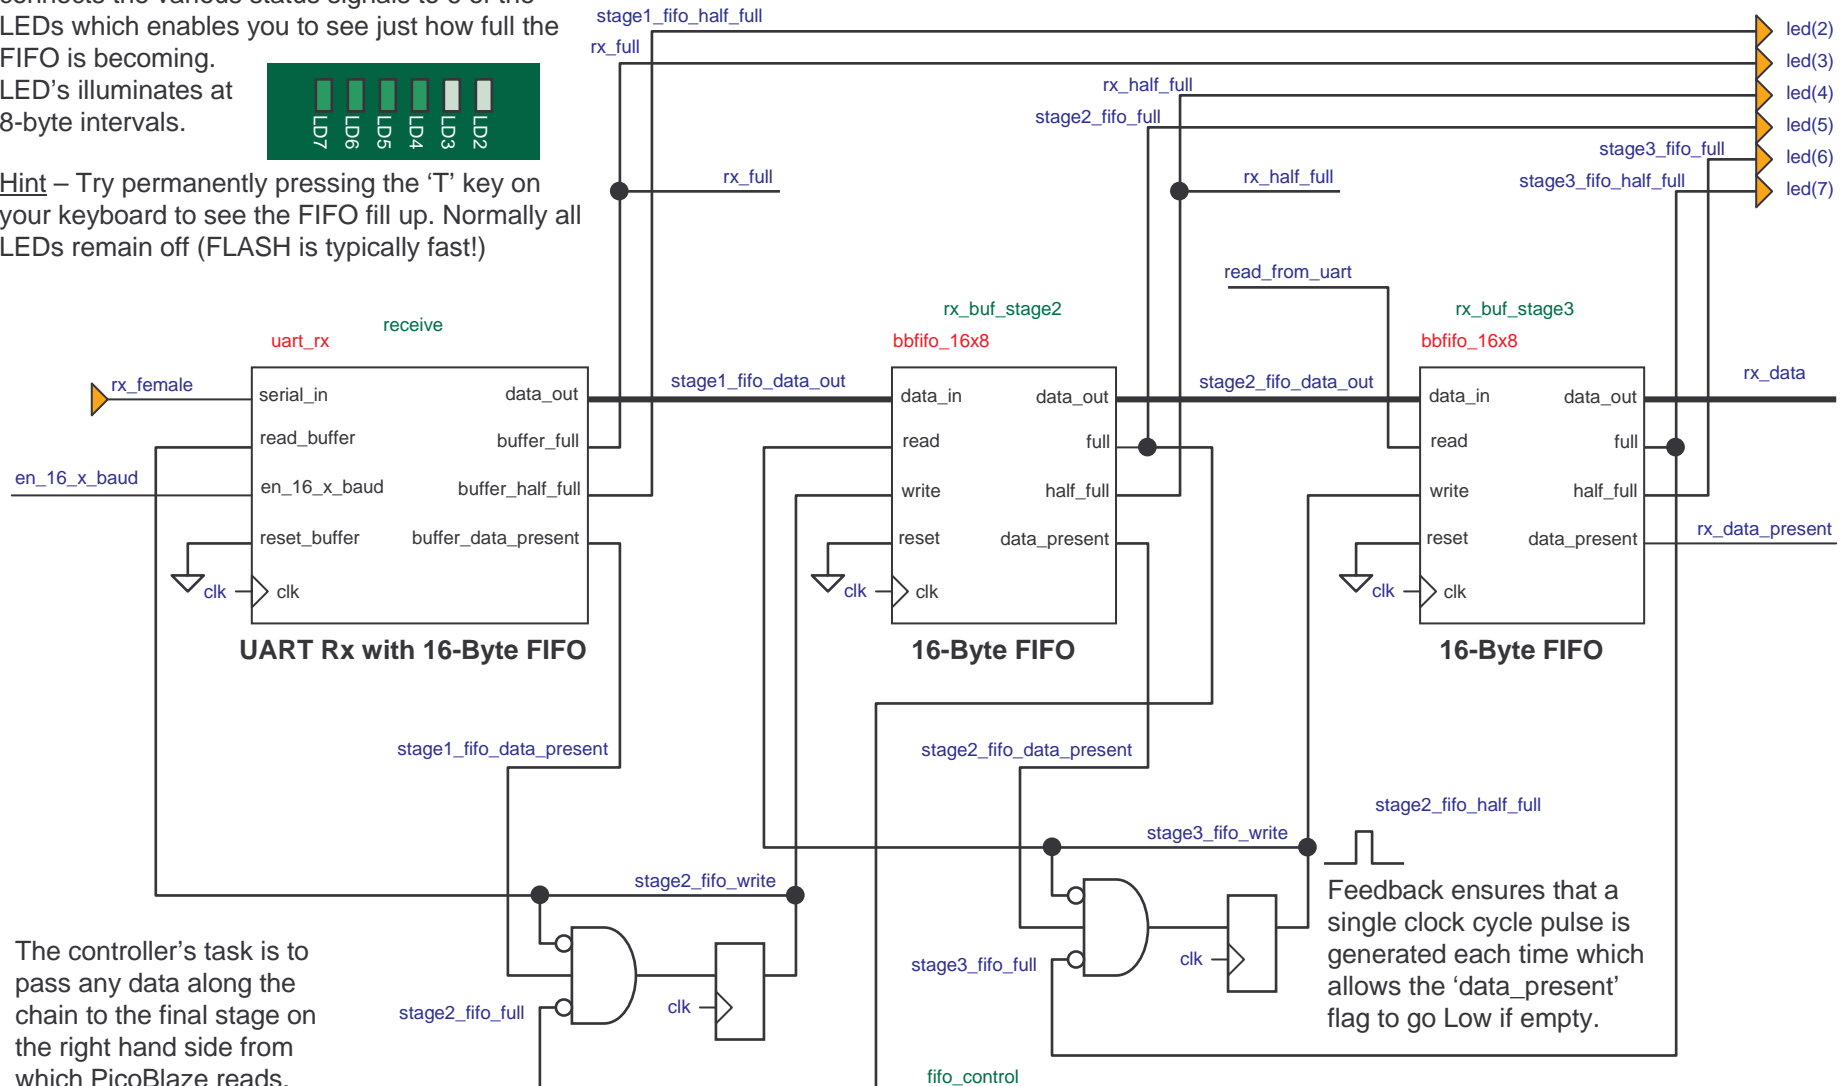 connects the various status signals to 6 of the
LEDs which enables you to see just how full the
FIFO is becoming.
LED's illuminates at
8-byte intervals.
LD7
LD6
LD5
LD4
LD3
LD2
Hint – Try permanently pressing the ‘T’ key on
your keyboard to see the FIFO fill up. Normally all
LEDs remain off (FLASH is typically fast!)
stage1_fifo_half_full
rx_full
rx_half_full
stage2_fifo_full
stage3_fifo_full
stage3_fifo_half_full
led(2)
led(3)
led(4)
led(5)
led(6)
led(7)
rx_full
rx_half_full
read_from_uart
receive
uart_rx
rx_female
serial_in
data_out
read_buffer
buffer_full
en_16_x_baud
en_16_x_baud
buffer_half_full
reset_buffer
buffer_data_present
clk
clk
UART Rx with 16-Byte FIFO
stage1_fifo_data_out
rx_buf_stage2
bbfifo_16x8
data_in
data_out
read
full
write
half_full
reset
data_present
clk
clk
16-Byte FIFO
stage2_fifo_data_out
rx_buf_stage3
bbfifo_16x8
data_in
data_out
read
full
write
half_full
reset
data_present
clk
clk
16-Byte FIFO
rx_data
rx_data_present
stage1_fifo_data_present
stage2_fifo_data_present
stage2_fifo_half_full
stage3_fifo_write
stage2_fifo_write
stage3_fifo_full
clk
stage2_fifo_full
clk
Feedback ensures that a
single clock cycle pulse is
generated each time which
allows the ‘data_present’
flag to go Low if empty.
The controller’s task is to
pass any data along the
chain to the final stage on
the right hand side from
which PicoBlaze reads.
fifo_control